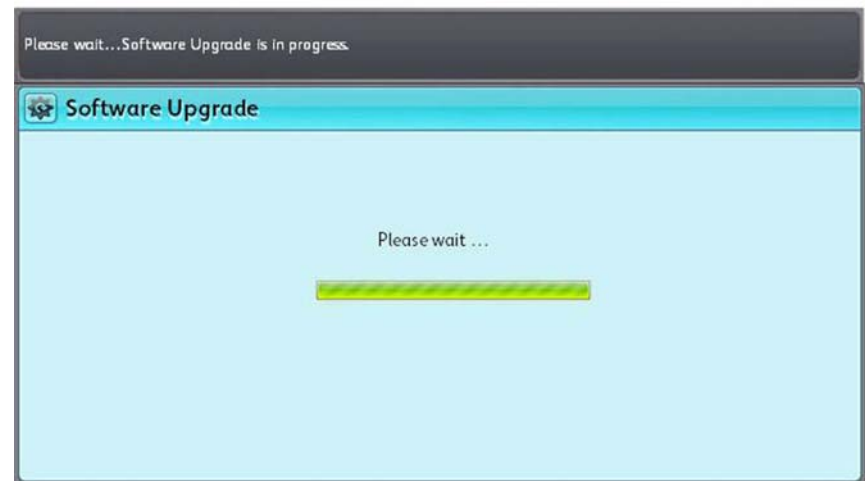 Please wait...Software Upgrade is in progress.
Software Upgrade
Please wait ...